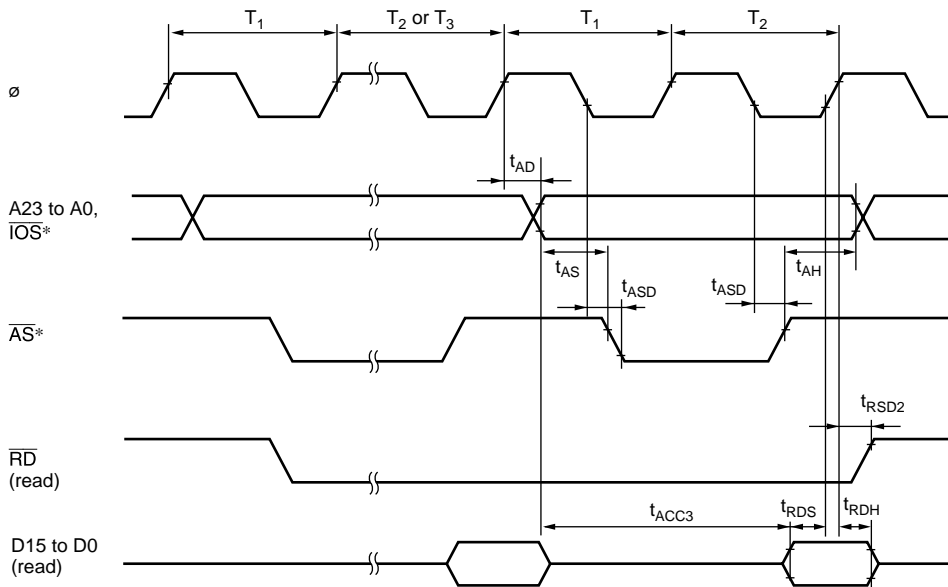 T1 T2 or T3 T1 T2
ø
tAD
A23 to A0,
IOS*
tAS tAH
tASD tASD
AS*
tRSD2
RD
(read)
tACC3 tRDS tRDH
D15 to D0
(read)